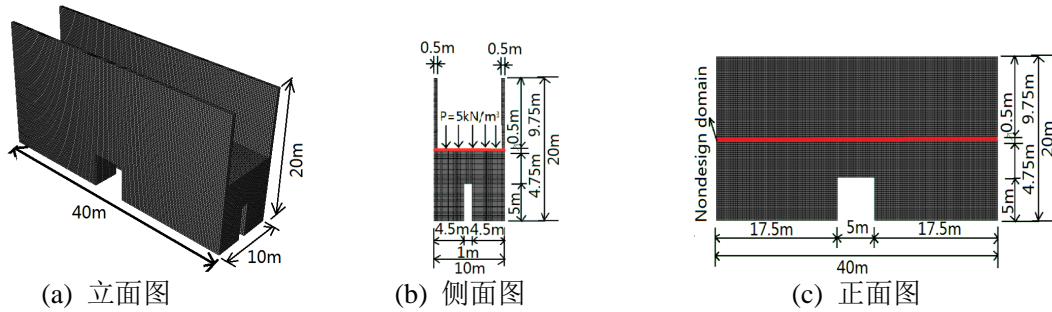 40m
10m
20m
(a) 立面图
0.5m
0.5m
P=5kN/m³
0.5m
9.75m
4.75m
5m
20m
4.5m
4.5m
1m
10m
(b) 侧面图
Nondesign domain
0.5m
9.75m
4.75m
5m
20m
17.5m
5m
17.5m
40m
(c) 正面图